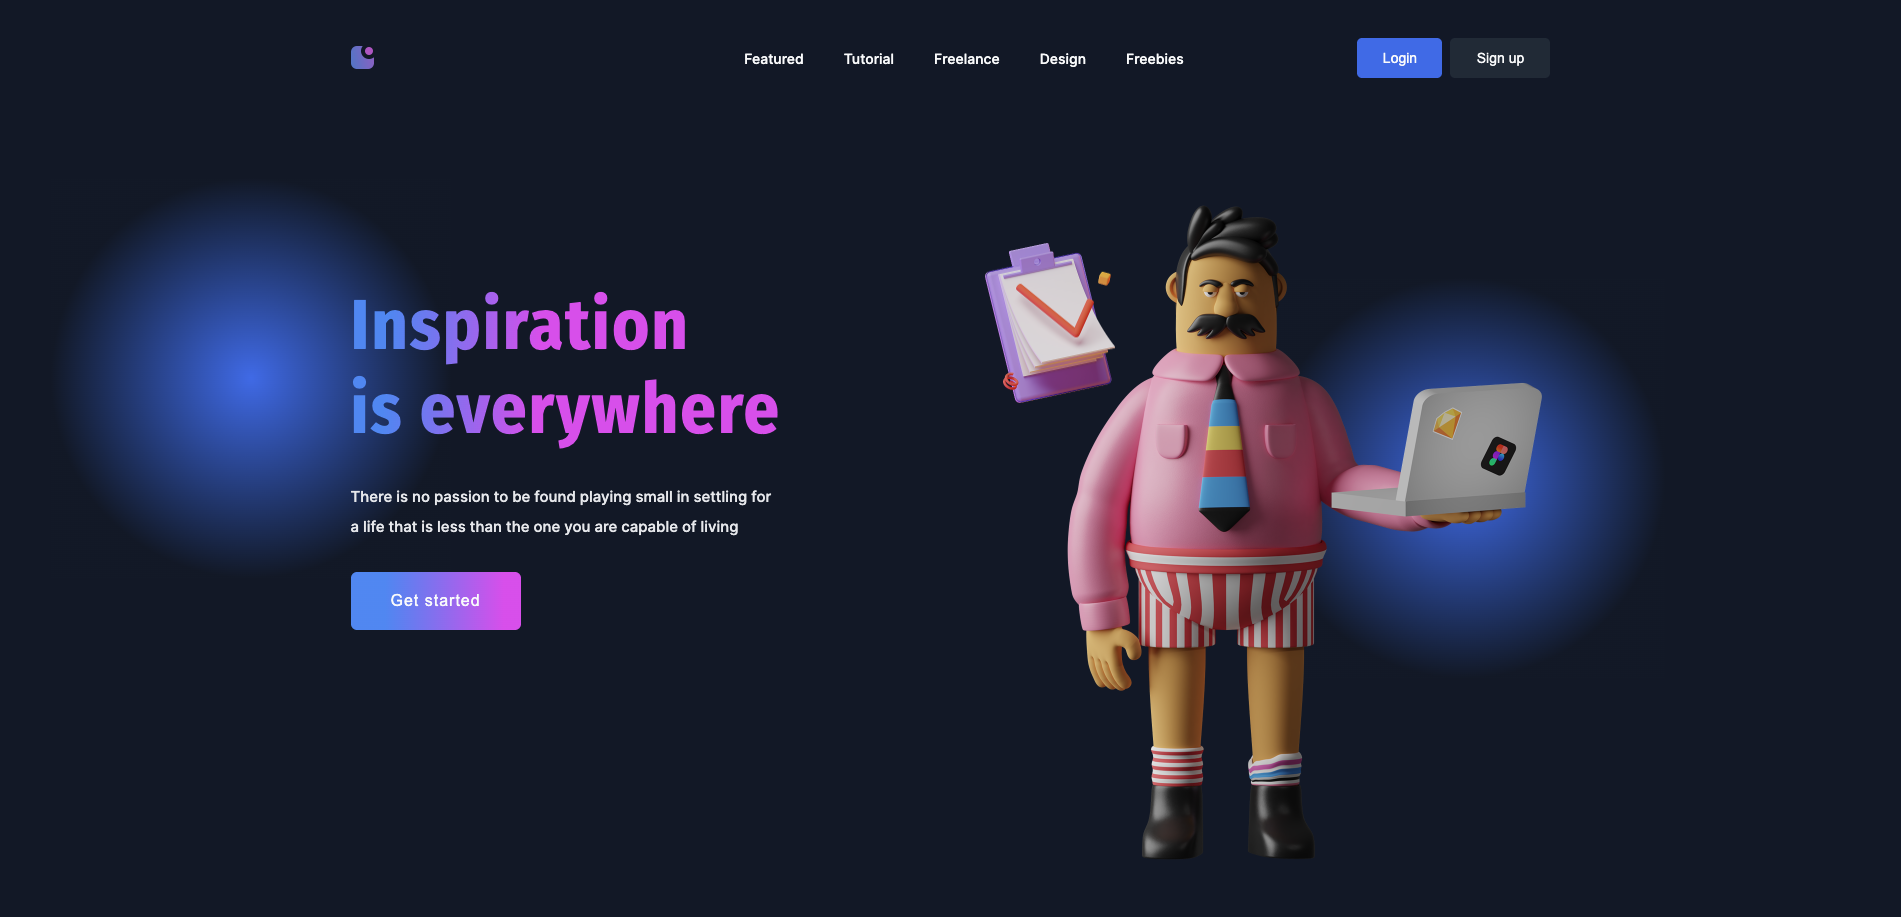 Featured Tutorial Freelance Design Freebies Login Sign up
Inspiration
is everywhere
There is no passion to be found playing small in settling for
a life that is less than the one you are capable of living
Get started